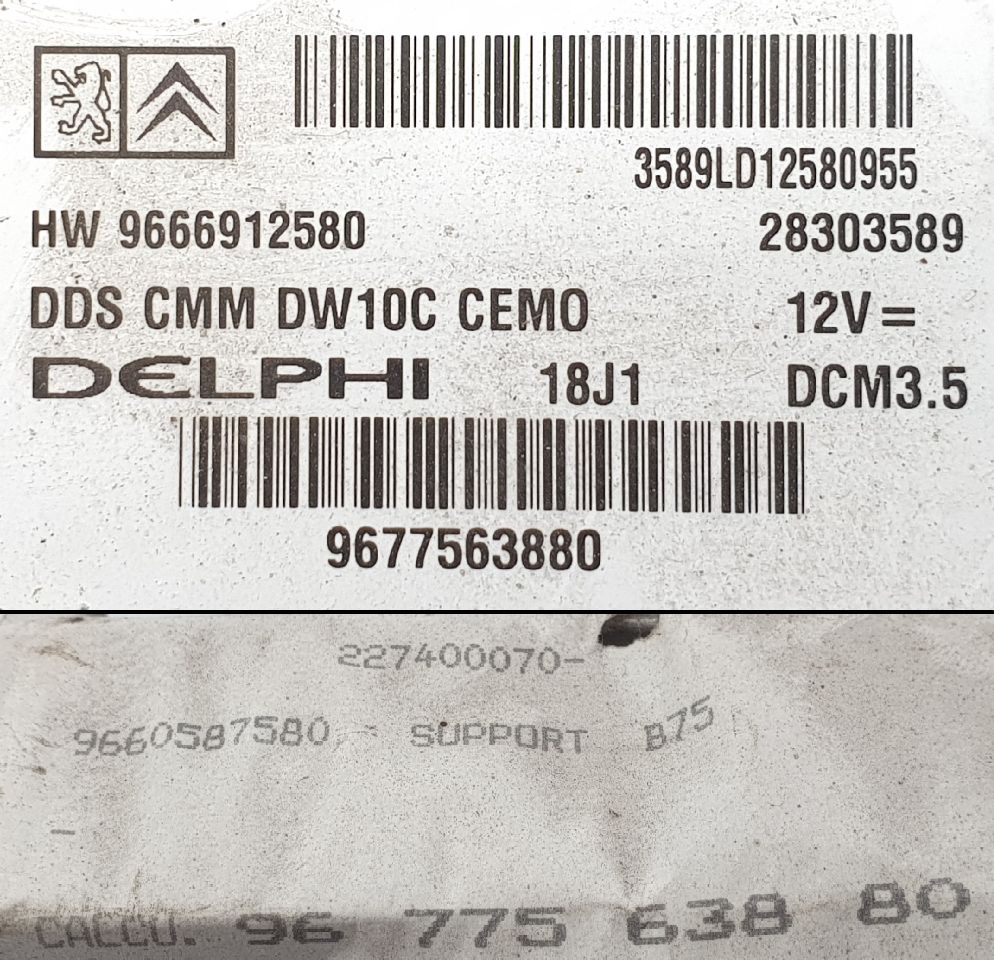 3589LD12580955
HW 9666912580 28303589
DDS CMM DW10C CEMO 12V=
DELPHI 18J1 DCM3.5
9677563880
227400070-
9660587580 - SUPPORT B75
-
CALCU. 96 775 638 80